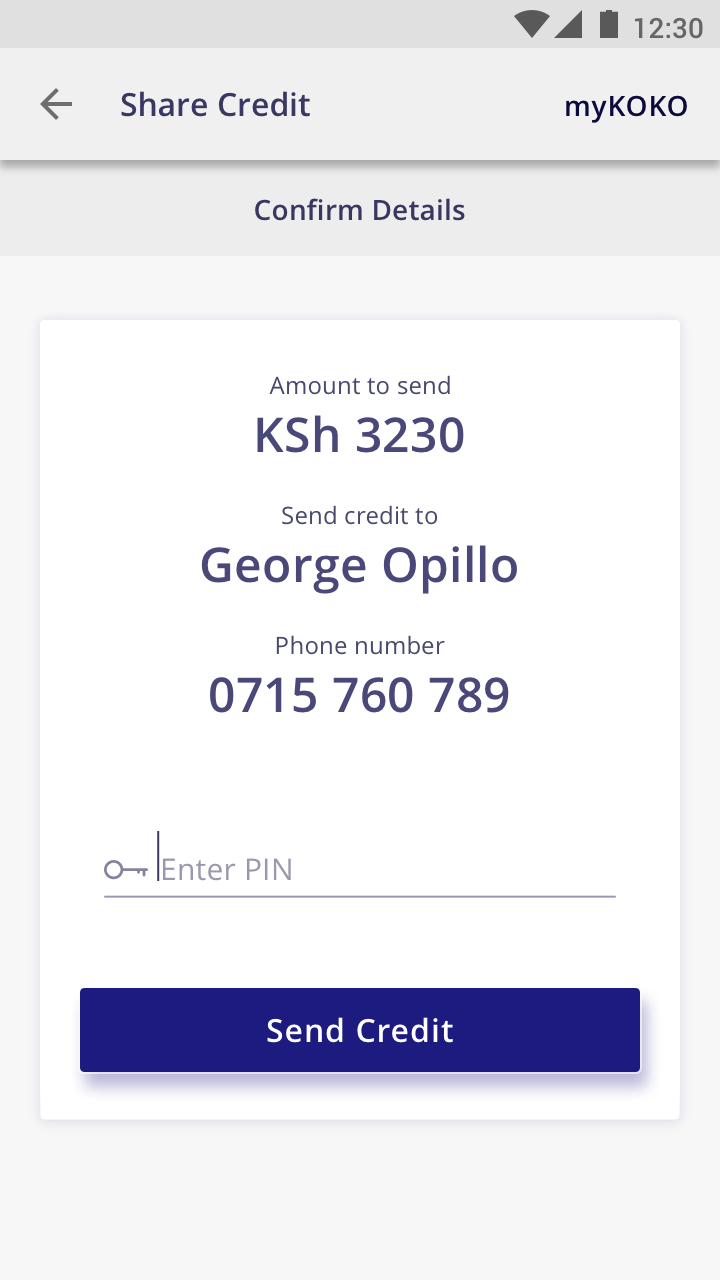 12:30
Share Credit
myKOKO
Confirm Details
Amount to send
KSh 3230
Send credit to
George Opillo
Phone number
0715 760 789
Enter PIN
Send Credit